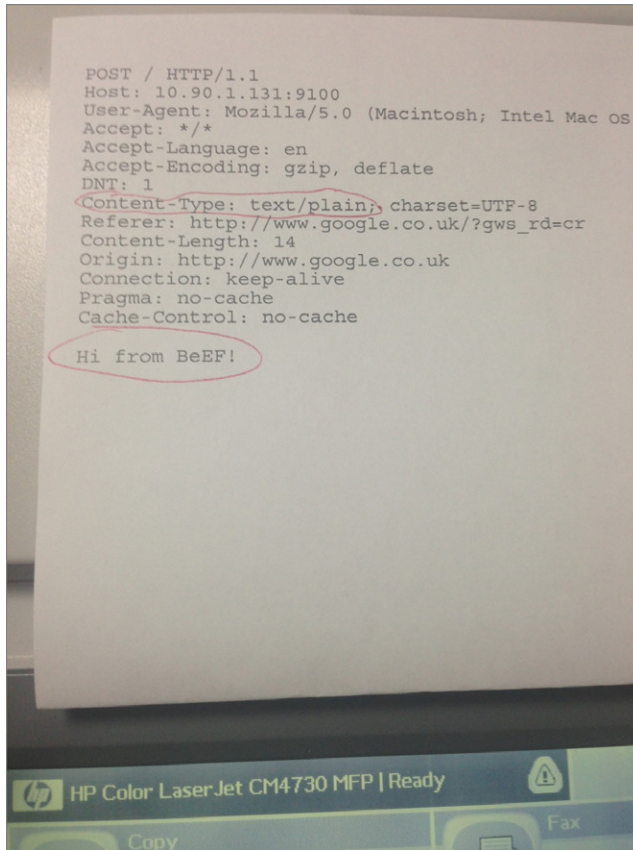 POST / HTTP/1.1
Host: 10.90.1.131:9100
User-Agent: Mozilla/5.0 (Macintosh; Intel Mac OS
Accept: */*
Accept-Language: en
Accept-Encoding: gzip, deflate
DNT: 1
Content-Type: text/plain; charset=UTF-8
Referer: http://www.google.co.uk/?gws_rd=cr
Content-Length: 14
Origin: http://www.google.co.uk
Connection: keep-alive
Pragma: no-cache
Cache-Control: no-cache
Hi from BeEF!
hp HP Color LaserJet CM4730 MFP | Ready
Copy Fax